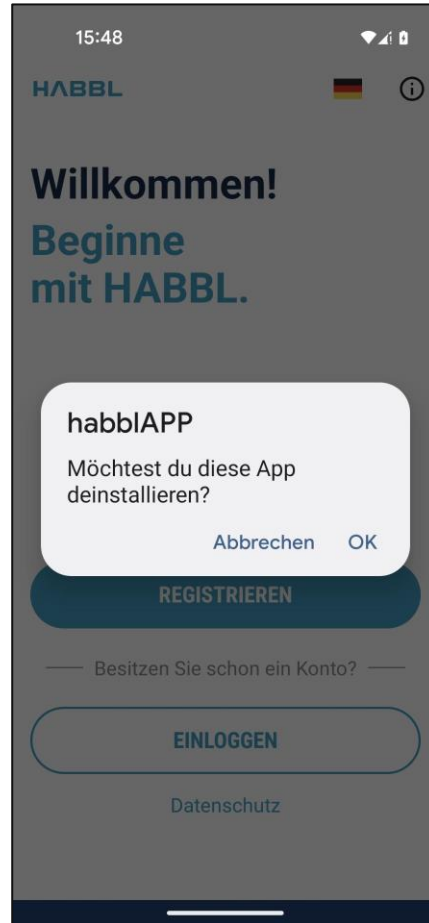 15:48
HABBL
Willkommen!
Beginne
mit HABBL.
habblAPP
Möchtest du diese App
deinstallieren?
Abbrechen OK
REGISTRIEREN
Besitzen Sie schon ein Konto?
EINLOGGEN
Datenschutz